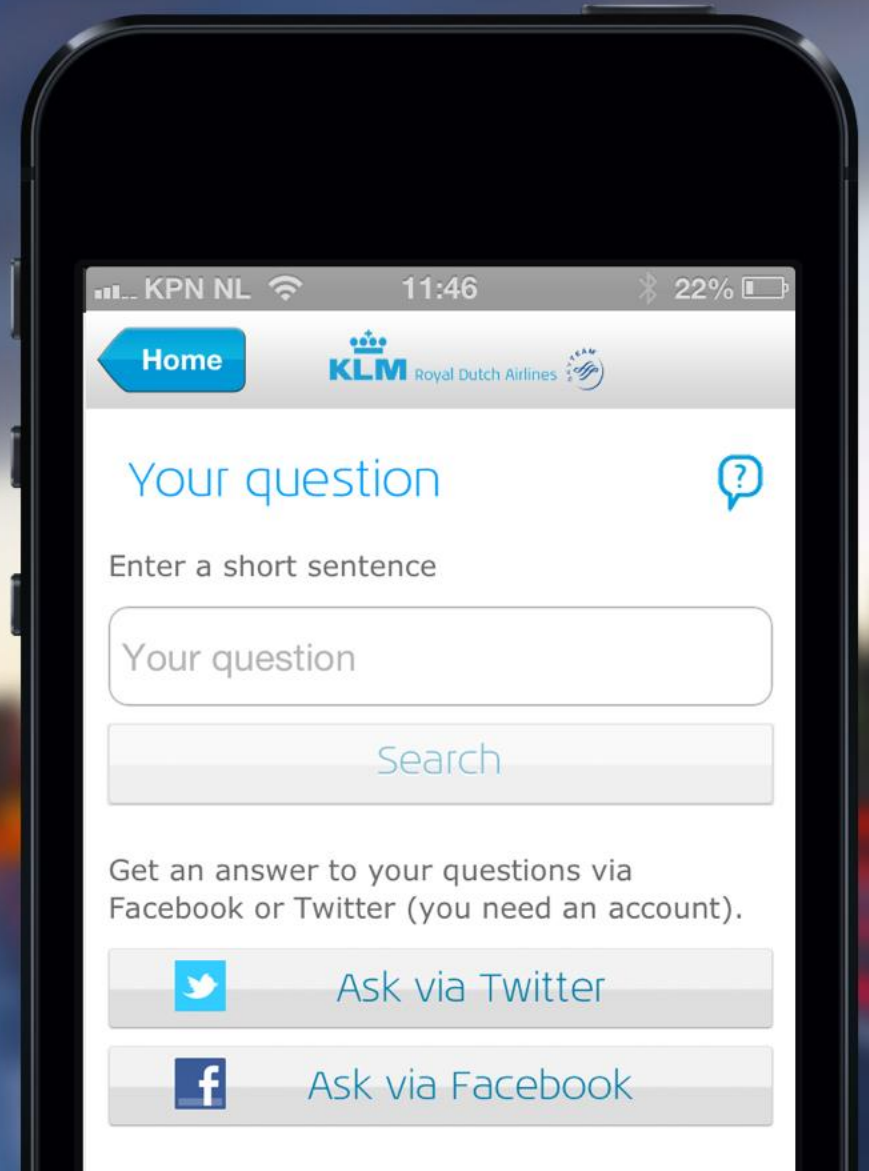 KPN NL 11:46 22%
Home KLM Royal Dutch Airlines SKYTEAM
Your question ?
Enter a short sentence
Your question
Search
Get an answer to your questions via
Facebook or Twitter (you need an account).
Ask via Twitter
f Ask via Facebook